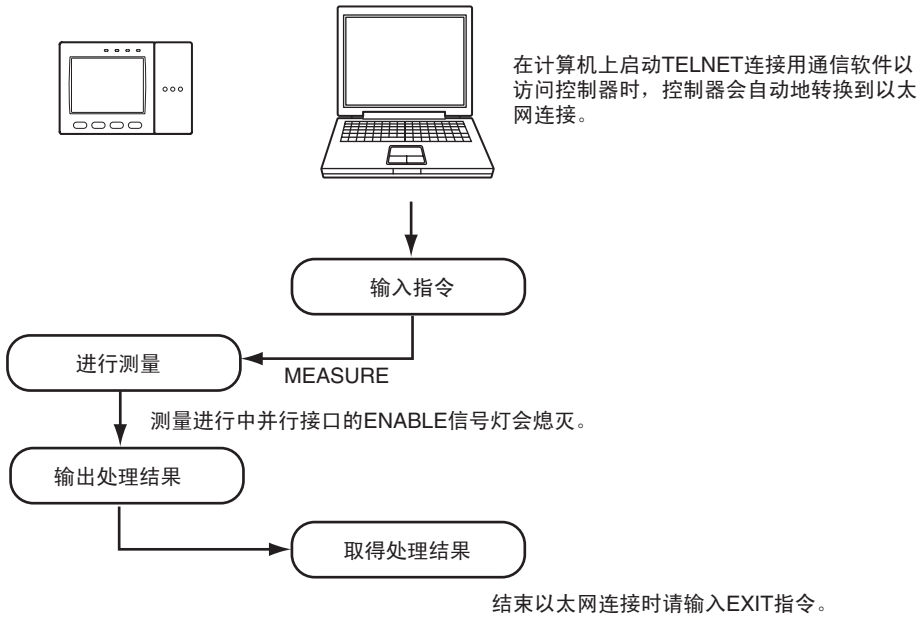 在计算机上启动TELNET连接用通信软件以
访问控制器时，控制器会自动地转换到以太
网连接。
输入指令
进行测量
MEASURE
测量进行中并行接口的ENABLE信号灯会熄灭。
输出处理结果
取得处理结果
结束以太网连接时请输入EXIT指令。